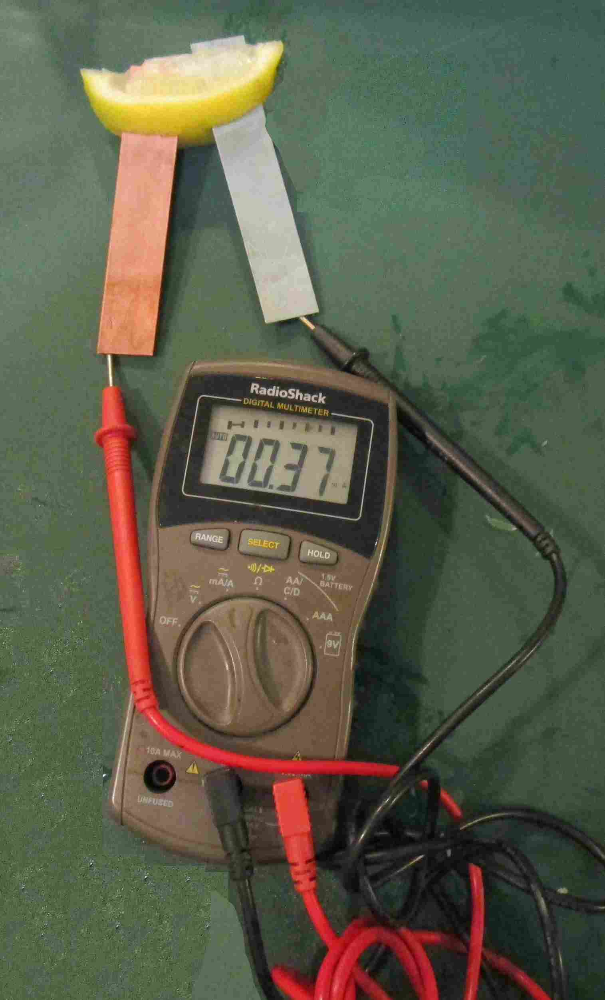 RadioShack
DIGITAL MULTIMETER
AUTO
00.37
m A
RANGE
SELECT
HOLD
mA/A
Ω
AA/
C/D
1.5V
BATTERY
V
OFF
AAA
9V
10A MAX
UNFUSED